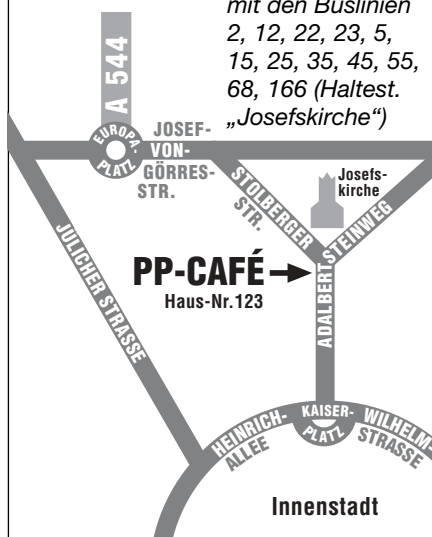 mit den Buslinien
2, 12, 22, 23, 5,
15, 25, 35, 45, 55,
68, 166 (Haltest.
„Josefskirche“)
A 544
EUROPA-
PLATZ
JOSEF-
VON-
GÖRRES-
STR.
STOLBERGER
STR.
Josefs-
kirche
ADALBERTSTEINWEG
JÜLICHER STRASSE
PP-CAFÉ
Haus-Nr.123
HEINRICH-
ALLEE
KAISER-
PLATZ
WILHELM-
STRASSE
Innenstadt